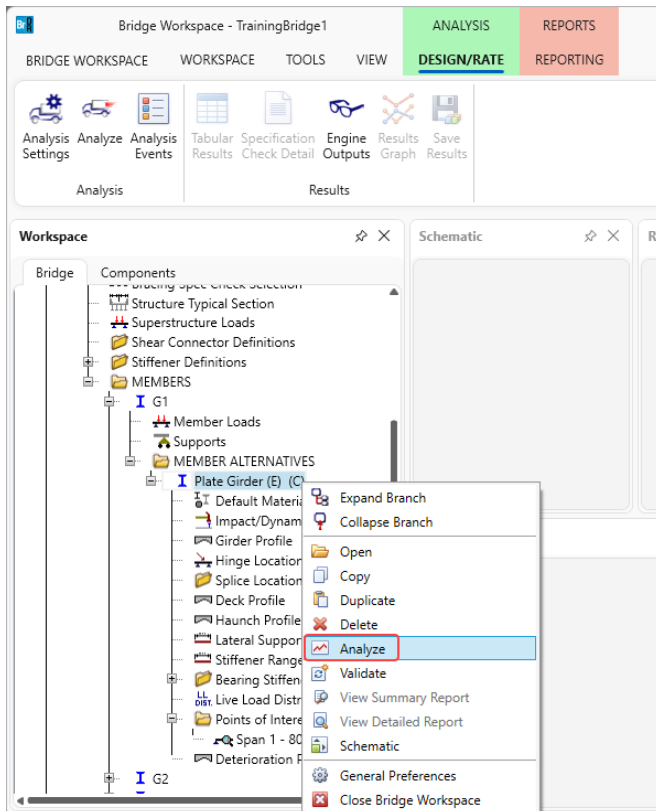 Br
Bridge Workspace - TrainingBridge1
ANALYSIS
REPORTS
BRIDGE WORKSPACE
WORKSPACE
TOOLS
VIEW
DESIGN/RATE
REPORTING
Analysis Settings
Analyze
Analysis Events
Tabular Results
Specification Check Detail
Engine Outputs
Results Graph
Save Results
Analysis
Results
Workspace
Schematic
R
Bridge
Components
Bracing Spec Check Selection
Structure Typical Section
Superstructure Loads
Shear Connector Definitions
Stiffener Definitions
MEMBERS
G1
Member Loads
Supports
MEMBER ALTERNATIVES
Plate Girder (E) (C)
Default Materia
Impact/Dynam
Girder Profile
Hinge Location
Splice Location
Deck Profile
Haunch Profile
Lateral Suppor
Stiffener Range
Bearing Stiffen
LL DIST. Live Load Distr
Points of Intere
Span 1 - 80
Deterioration P
G2
Expand Branch
Collapse Branch
Open
Copy
Duplicate
Delete
Analyze
Validate
View Summary Report
View Detailed Report
Schematic
General Preferences
Close Bridge Workspace